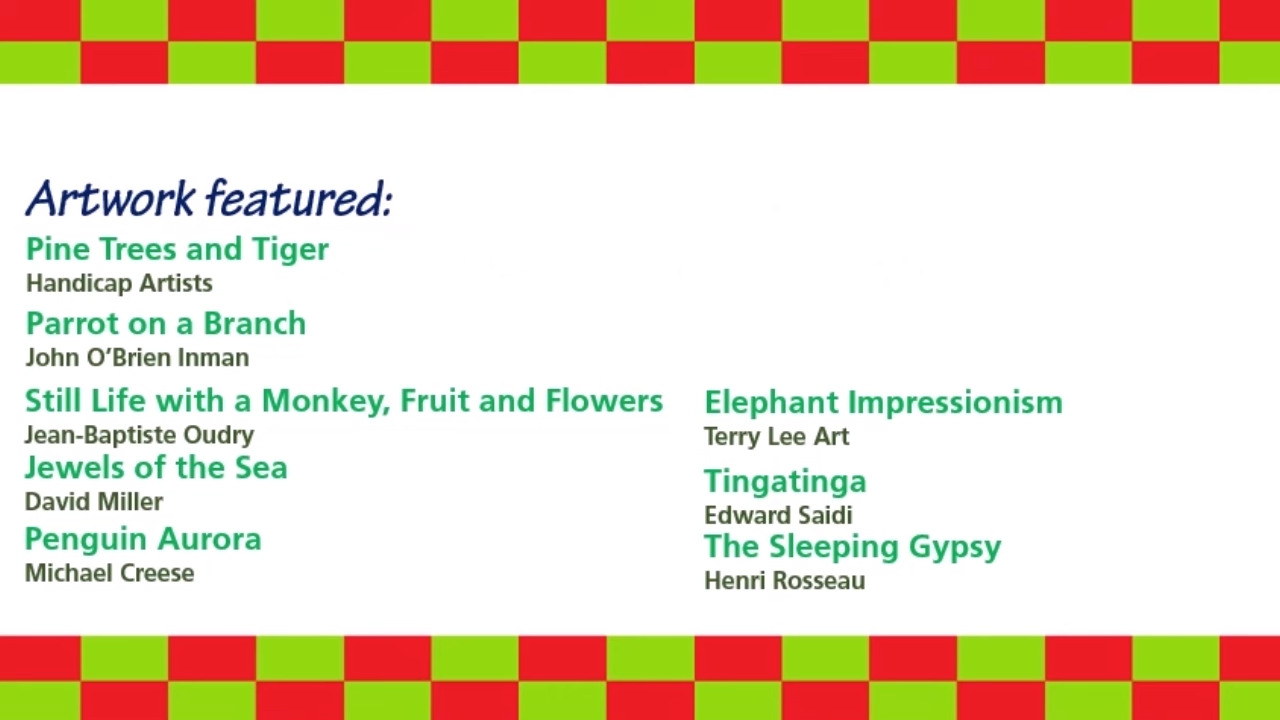 Artwork featured:
Pine Trees and Tiger
Handicap Artists
Parrot on a Branch
John O’Brien Inman
Still Life with a Monkey, Fruit and Flowers
Jean-Baptiste Oudry
Jewels of the Sea
David Miller
Penguin Aurora
Michael Creese
Elephant Impressionism
Terry Lee Art
Tingatinga
Edward Saidi
The Sleeping Gypsy
Henri Rosseau